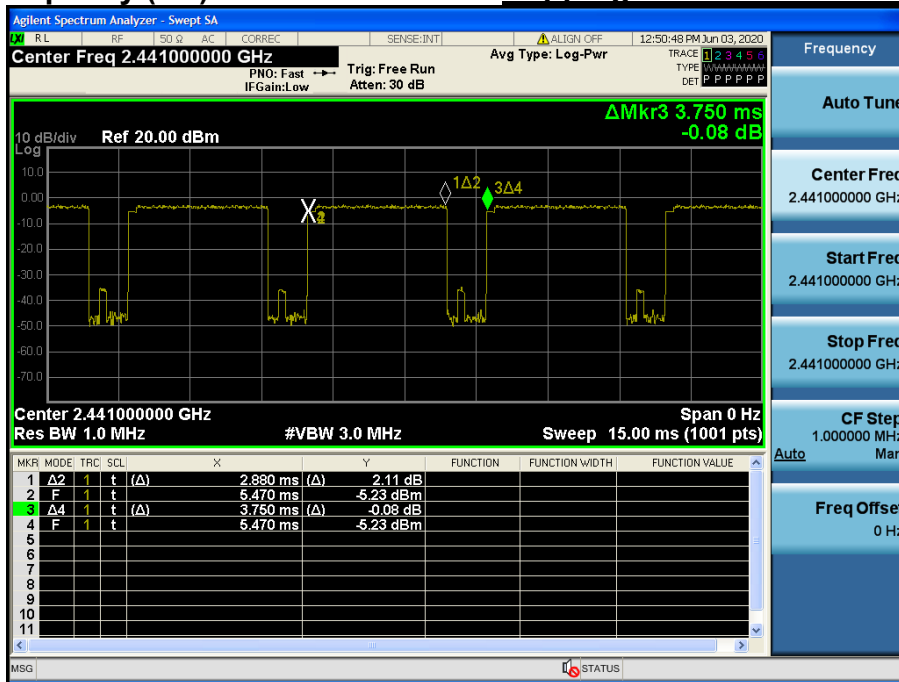 Agilent Spectrum Analyzer - Swept SA
LXI RL RF 50 Ω AC CORREC SENSE:INT ALIGN OFF 12:50:48 PM Jun 03, 2020
Center Freq 2.441000000 GHz
PNO: Fast
IFGain:Low
Trig: Free Run
Atten: 30 dB
Avg Type: Log-Pwr
TRACE 1 2 3 4 5 6
TYPE WWWWWW
DET P P P P P P
Frequency
ΔMkr3 3.750 ms
-0.08 dB
10 dB/div Ref 20.00 dBm
Log
10.0
0.00
-10.0
-20.0
-30.0
-40.0
-50.0
-60.0
-70.0
1Δ2
3Δ4
Center 2.441000000 GHz Span 0 Hz
Res BW 1.0 MHz #VBW 3.0 MHz Sweep 15.00 ms (1001 pts)
MKR MODE TRC SCL X Y FUNCTION FUNCTION WIDTH FUNCTION VALUE
1 Δ2 1 t (Δ) 2.880 ms (Δ) 2.11 dB
2 F 1 t 5.470 ms -5.23 dBm
3 Δ4 1 t (Δ) 3.750 ms (Δ) -0.08 dB
4 F 1 t 5.470 ms -5.23 dBm
5
6
7
8
9
10
11
MSG STATUS
Auto Tune
Center Freq
2.441000000 GHz
Start Freq
2.441000000 GHz
Stop Freq
2.441000000 GHz
CF Step
1.000000 MHz
Auto Man
Freq Offset
0 Hz